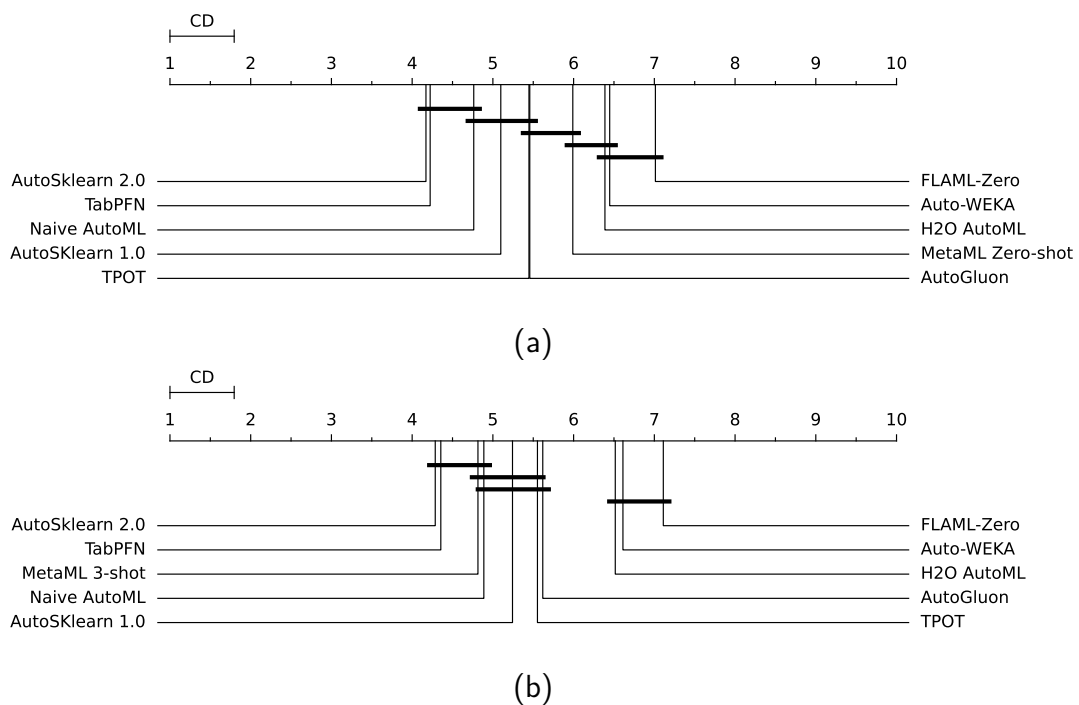 CD
1 2 3 4 5 6 7 8 9 10
AutoSklearn 2.0 FLAML-Zero
TabPFN Auto-WEKA
Naive AutoML H2O AutoML
AutoSKlearn 1.0 MetaML Zero-shot
TPOT AutoGluon
(a)
CD
1 2 3 4 5 6 7 8 9 10
AutoSklearn 2.0 FLAML-Zero
TabPFN Auto-WEKA
MetaML 3-shot H2O AutoML
Naive AutoML AutoGluon
AutoSKlearn 1.0 TPOT
(b)